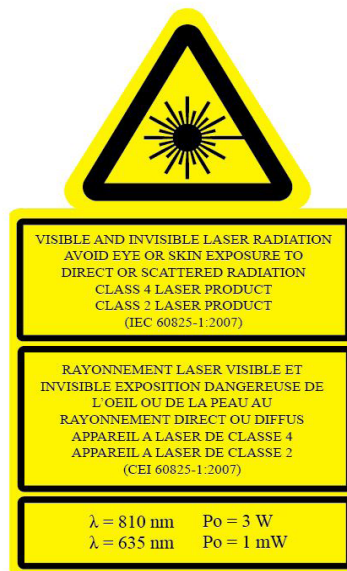 VISIBLE AND INVISIBLE LASER RADIATION
AVOID EYE OR SKIN EXPOSURE TO
DIRECT OR SCATTERED RADIATION
CLASS 4 LASER PRODUCT
CLASS 2 LASER PRODUCT
(IEC 60825-1:2007)
RAYONNEMENT LASER VISIBLE ET
INVISIBLE EXPOSITION DANGEREUSE DE
L'OEIL OU DE LA PEAU AU
RAYONNEMENT DIRECT OU DIFFUS
APPAREIL A LASER DE CLASSE 4
APPAREIL A LASER DE CLASSE 2
(CEI 60825-1:2007)
λ = 810 nm Po = 3 W
λ = 635 nm Po = 1 mW